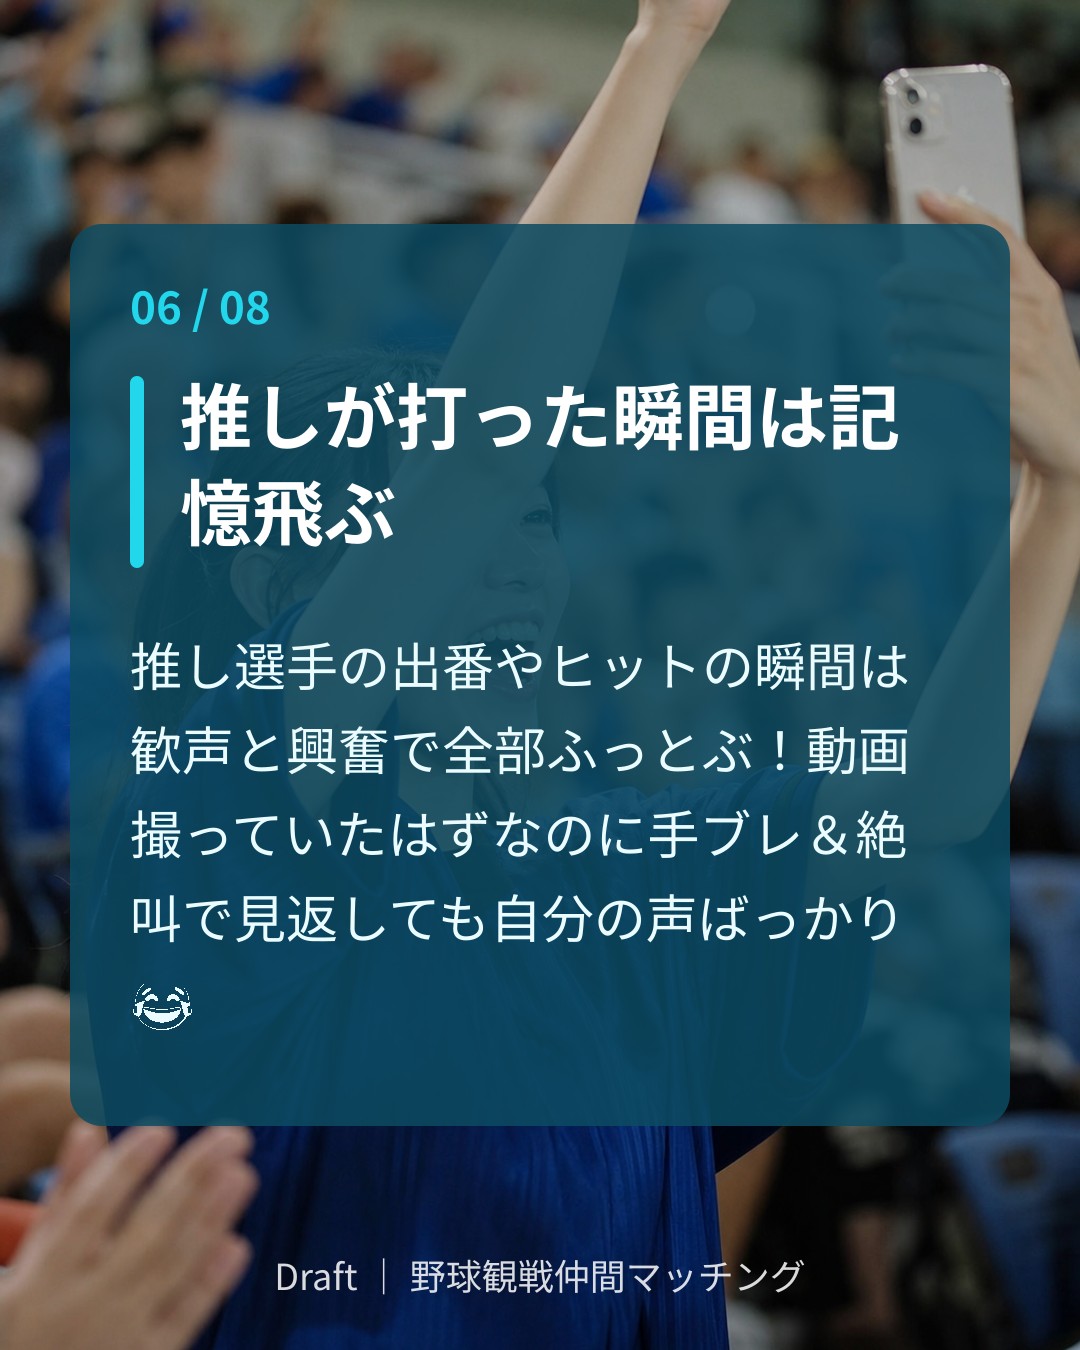 06 / 08
推しが打った瞬間は記
憶飛ぶ
推し選手の出番やヒットの瞬間は
歓声と興奮で全部ふっとぶ！動画
撮っていたはずなのに手ブレ＆絶
叫で見返しても自分の声ばっかり
😂
Draft ｜ 野球観戦仲間マッチング